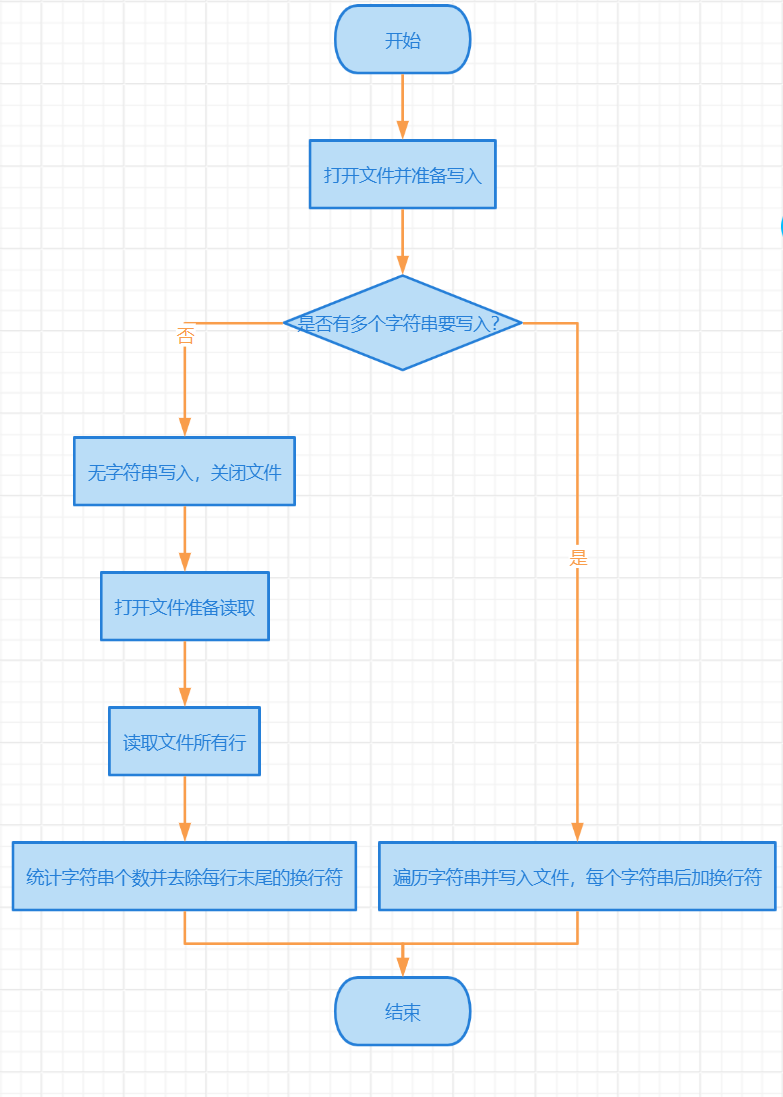 开始
打开文件并准备写入
是否有多个字符串要写入?
否
无字符串写入，关闭文件
打开文件准备读取
是
读取文件所有行
统计字符串个数并去除每行末尾的换行符
遍历字符串并写入文件，每个字符串后加换行符
结束